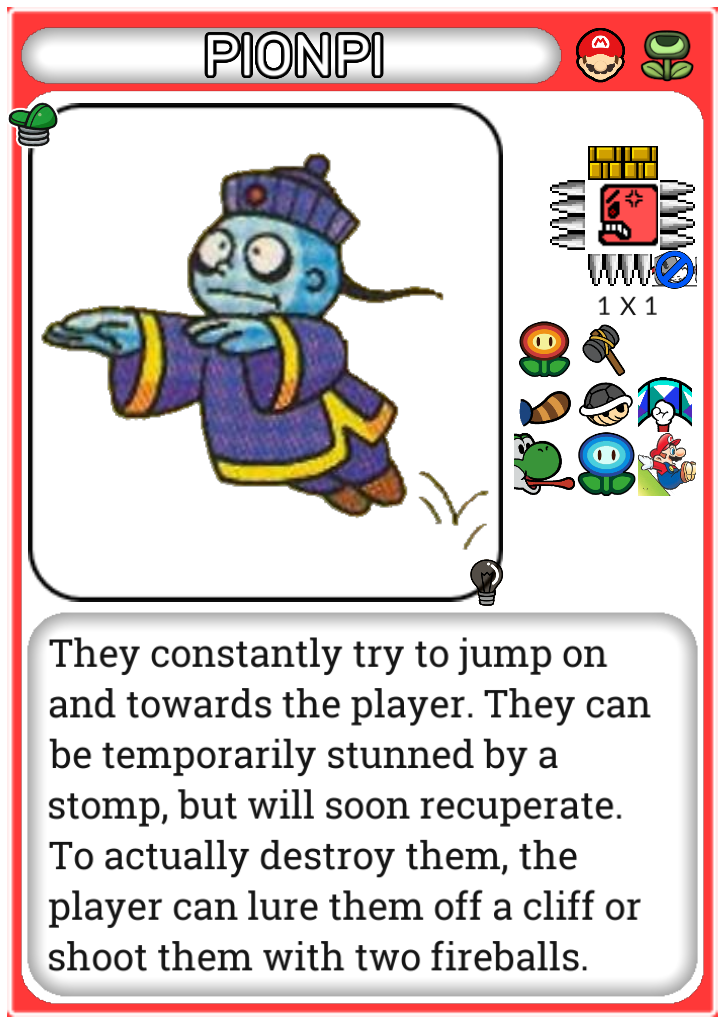 PIONPI
1 X 1
They constantly try to jump on
and towards the player. They can
be temporarily stunned by a
stomp, but will soon recuperate.
To actually destroy them, the
player can lure them off a cliff or
shoot them with two fireballs.